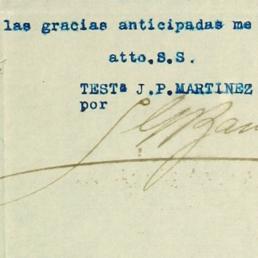 las gracias anticipadas me
atto.S.S.
TESTª J.P.MARTINEZ
por